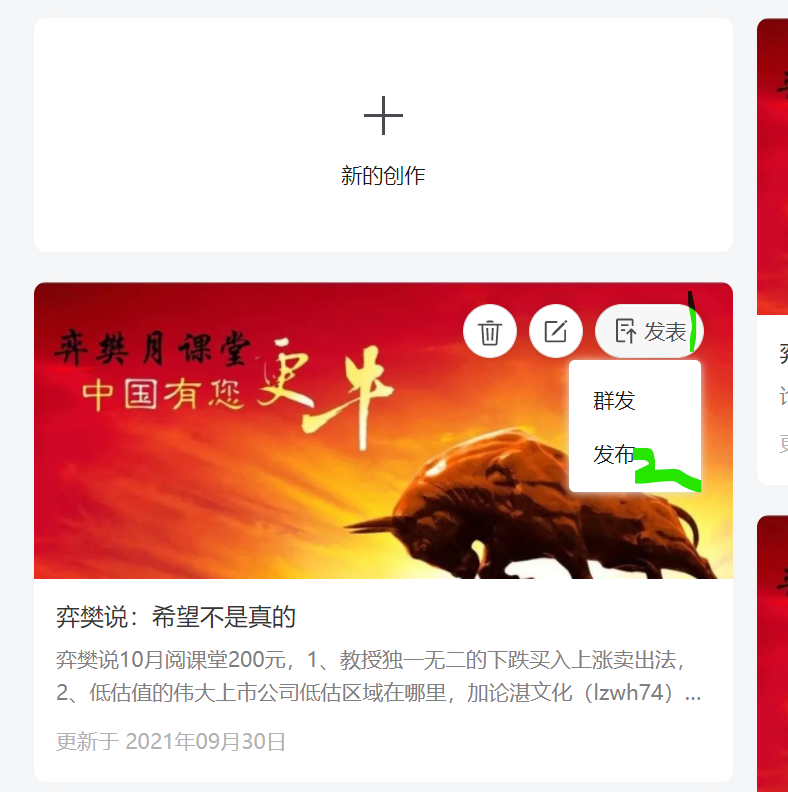 新的创作
弈樊月课堂
中国有您更牛
发表
群发
发布
弈樊说：希望不是真的
弈樊说10月阅课堂200元，1、教授独一无二的下跌买入上涨卖出法，
2、低估值的伟大上市公司低估区域在哪里，加论湛文化（lzwh74）...
更新于 2021年09月30日